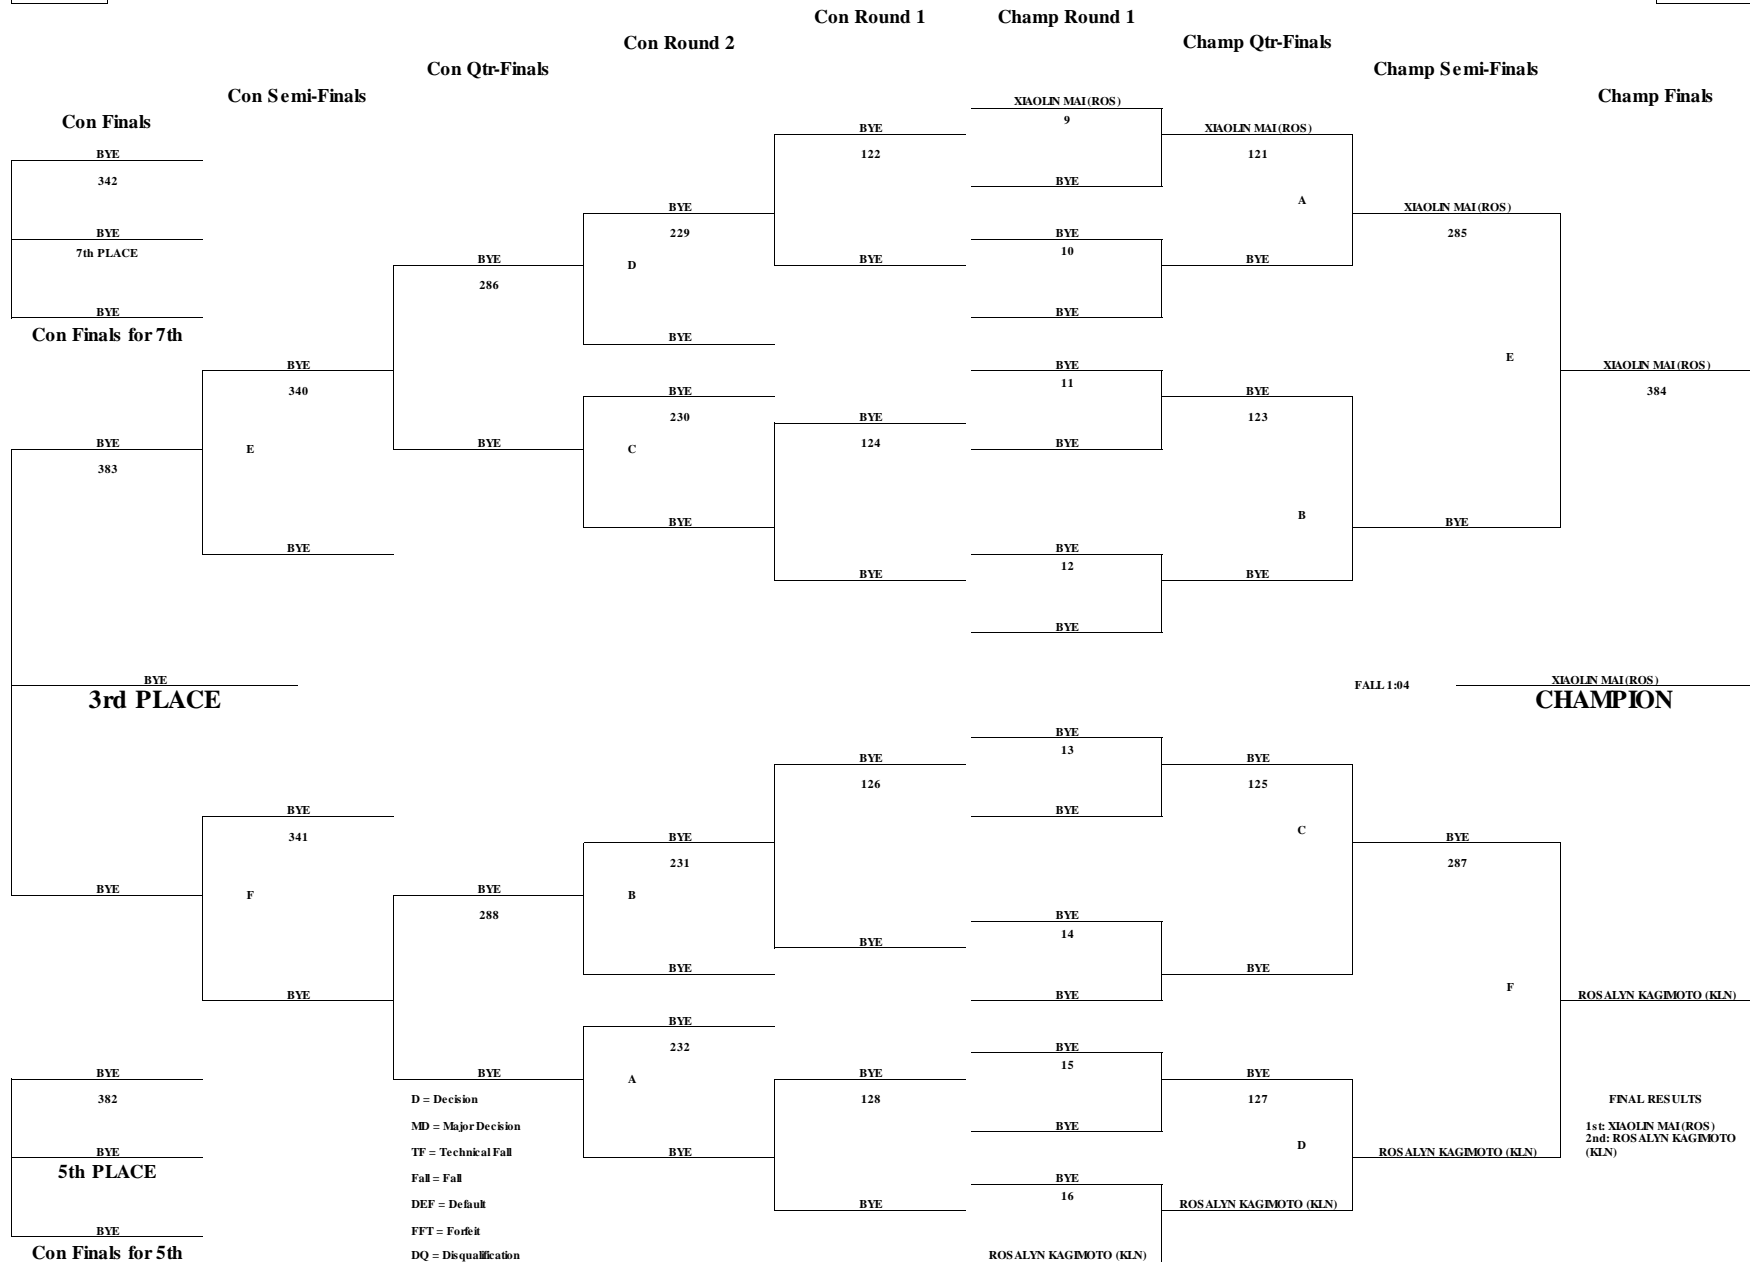 Con Round 1 Champ Round 1
Con Round 2 Champ Qtr-Finals
Con Qtr-Finals Champ Semi-Finals
Con Semi-Finals Champ Finals
XIAOLIN MAI (ROS)
Con Finals 9
BYE XIAOLIN MAI (ROS)
BYE 122 121
342 BYE
A
BYE XIAOLIN MAI (ROS)
BYE BYE 229 285
7th PLACE 10
BYE D BYE BYE
286
BYE BYE
Con Finals for 7th
BYE
E
BYE BYE XIAOLIN MAI (ROS)
340 11 384
BYE BYE
230 BYE 123
BYE E BYE C 124 BYE
383
B
BYE BYE
BYE BYE
12
BYE BYE
BYE
BYE FALL 1:04 XIAOLIN MAI (ROS)
3rd PLACE CHAMPION
BYE
13
BYE BYE
126 125
BYE BYE
341 BYE C BYE
231 287
BYE F BYE B
288 BYE
14
BYE
BYE BYE
F
BYE BYE ROSALYN KAGIMOTO (KLN)
BYE
232 BYE
15
BYE BYE A BYE
382 D = Decision 128 127 FINAL RESULTS
MD = Major Decision BYE 1st: XIAOLIN MAI (ROS)
2nd: ROSALYN KAGIMOTO
(KLN)
BYE TF = Technical Fall BYE D ROSALYN KAGIMOTO (KLN)
5th PLACE
Fall = Fall BYE
16
DEF = Default BYE ROSALYN KAGIMOTO (KLN)
BYE FFT = Forfeit
Con Finals for 5th DQ = Disqualification ROSALYN KAGIMOTO (KLN)